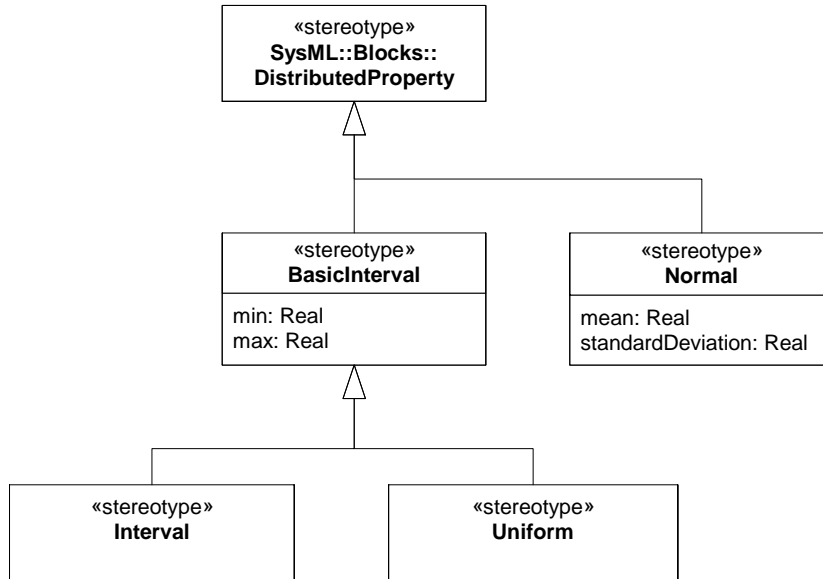 «stereotype»
SysML::Blocks::
DistributedProperty
«stereotype»
BasicInterval
min: Real
max: Real
«stereotype»
Normal
mean: Real
standardDeviation: Real
«stereotype»
Interval
«stereotype»
Uniform